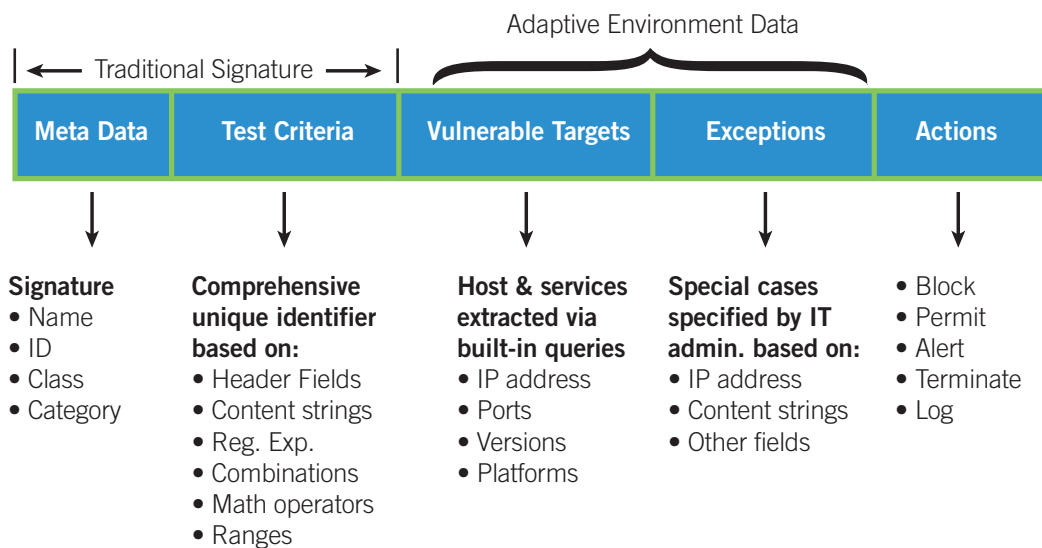 Adaptive Environment Data
Traditional Signature
Meta Data
Test Criteria
Vulnerable Targets
Exceptions
Actions
Signature
• Name
• ID
• Class
• Category
Comprehensive
unique identifier
based on:
• Header Fields
• Content strings
• Reg. Exp.
• Combinations
• Math operators
• Ranges
Host & services
extracted via
built-in queries
• IP address
• Ports
• Versions
• Platforms
Special cases
specified by IT
admin. based on:
• IP address
• Content strings
• Other fields
• Block
• Permit
• Alert
• Terminate
• Log